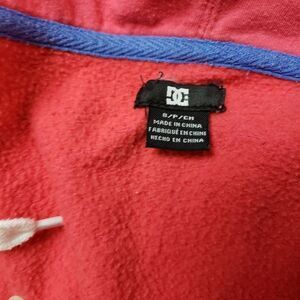 DC
S/P/CH
MADE IN CHINA
FABRIQUÉ EN CHINE
HECHO EN CHINA